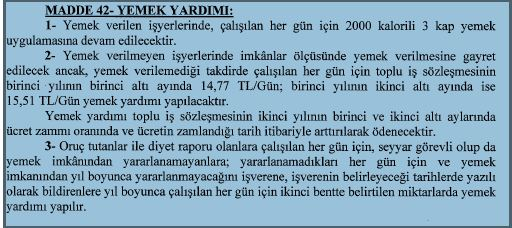 MADDE 42- YEMEK YARDIMI:
1- Yemek verilen işyerlerinde, çalışılan her gün için 2000 kalorili 3 kap yemek
uygulamasına devam edilecektir.
2- Yemek verilmeyen işyerlerinde imkânlar ölçüsünde yemek verilmesine gayret
edilecek ancak, yemek verilemediği takdirde çalışılan her gün için toplu iş sözleşmesinin
birinci yılının birinci altı ayında 14,77 TL/Gün; birinci yılının ikinci altı ayında ise
15,51 TL/Gün yemek yardımı yapılacaktır.
Yemek yardımı toplu iş sözleşmesinin ikinci yılının birinci ve ikinci altı aylarında
ücret zammı oranında ve ücretin zamlandığı tarih itibariyle arttırılarak ödenecektir.
3- Oruç tutanlar ile diyet raporu olanlara çalışılan her gün için, seyyar görevli olup da
yemek imkânından yararlanamayanlara; yararlanamadıkları her gün için ve yemek
imkanından yıl boyunca yararlanmayacağını işverene, işverenin belirleyeceği tarihlerde yazılı
olarak bildirenlere yıl boyunca çalışılan her gün için ikinci bentte belirtilen miktarlarda yemek
yardımı yapılır.